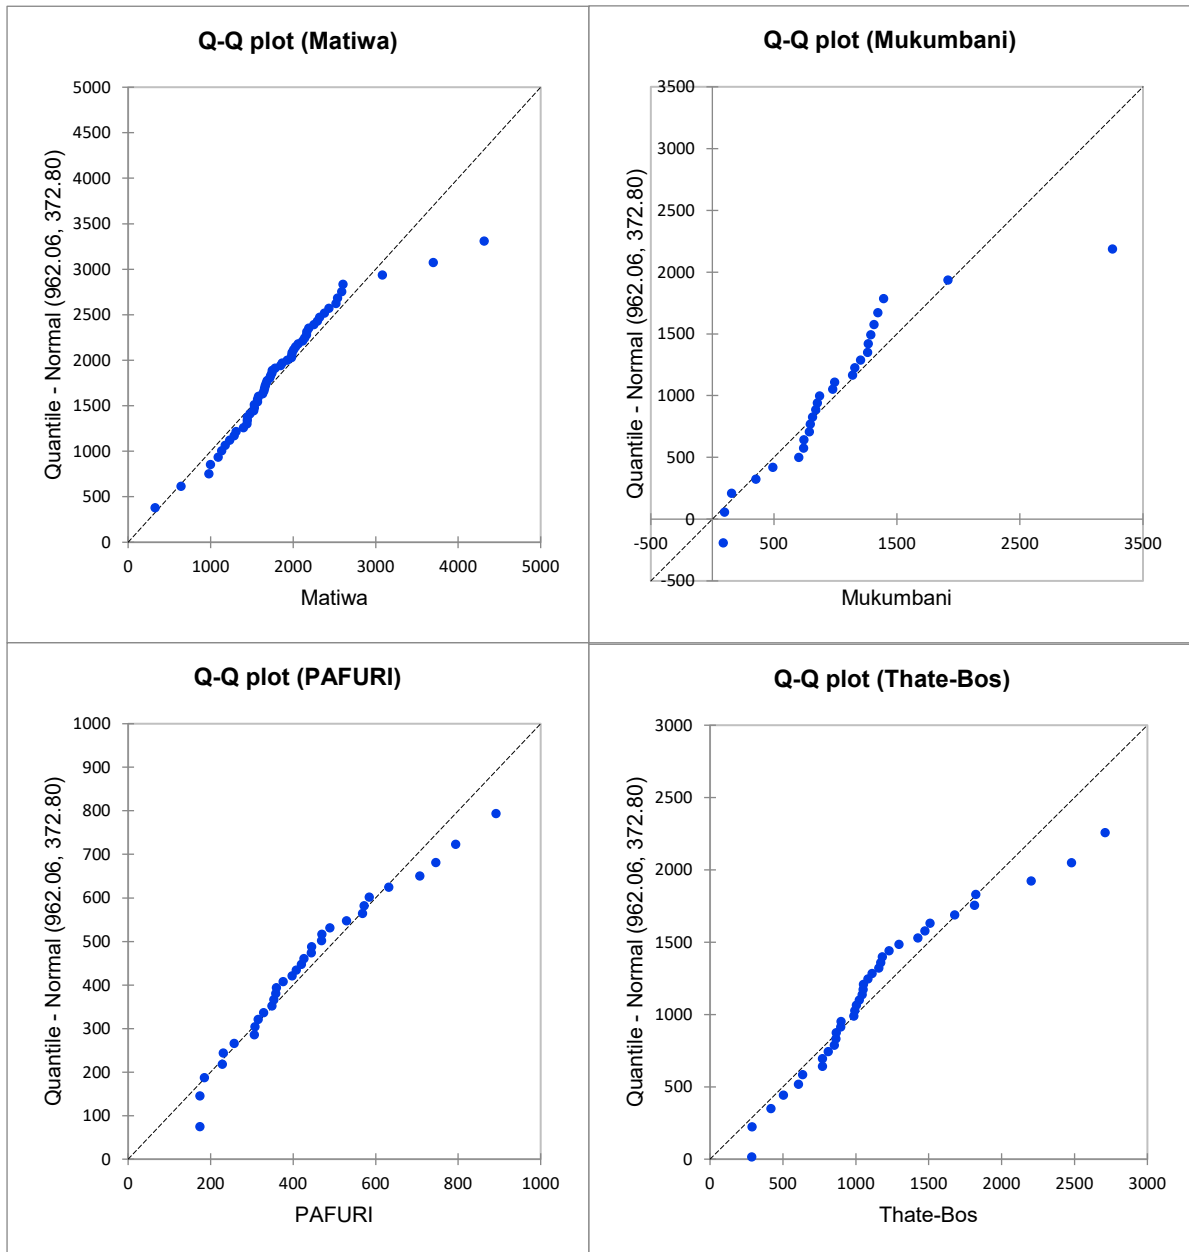 Q-Q plot (Matiwa)
Quantile - Normal (962.06, 372.80)
5000
4500
4000
3500
3000
2500
2000
1500
1000
500
0
0 1000 2000 3000 4000 5000
Matiwa
Q-Q plot (Mukumbani)
Quantile - Normal (962.06, 372.80)
3500
3000
2500
2000
1500
1000
500
0
-500
-500 500 1500 2500 3500
Mukumbani
Q-Q plot (PAFURI)
Quantile - Normal (962.06, 372.80)
1000
900
800
700
600
500
400
300
200
100
0
0 200 400 600 800 1000
PAFURI
Q-Q plot (Thate-Bos)
Quantile - Normal (962.06, 372.80)
3000
2500
2000
1500
1000
500
0
0 500 1000 1500 2000 2500 3000
Thate-Bos